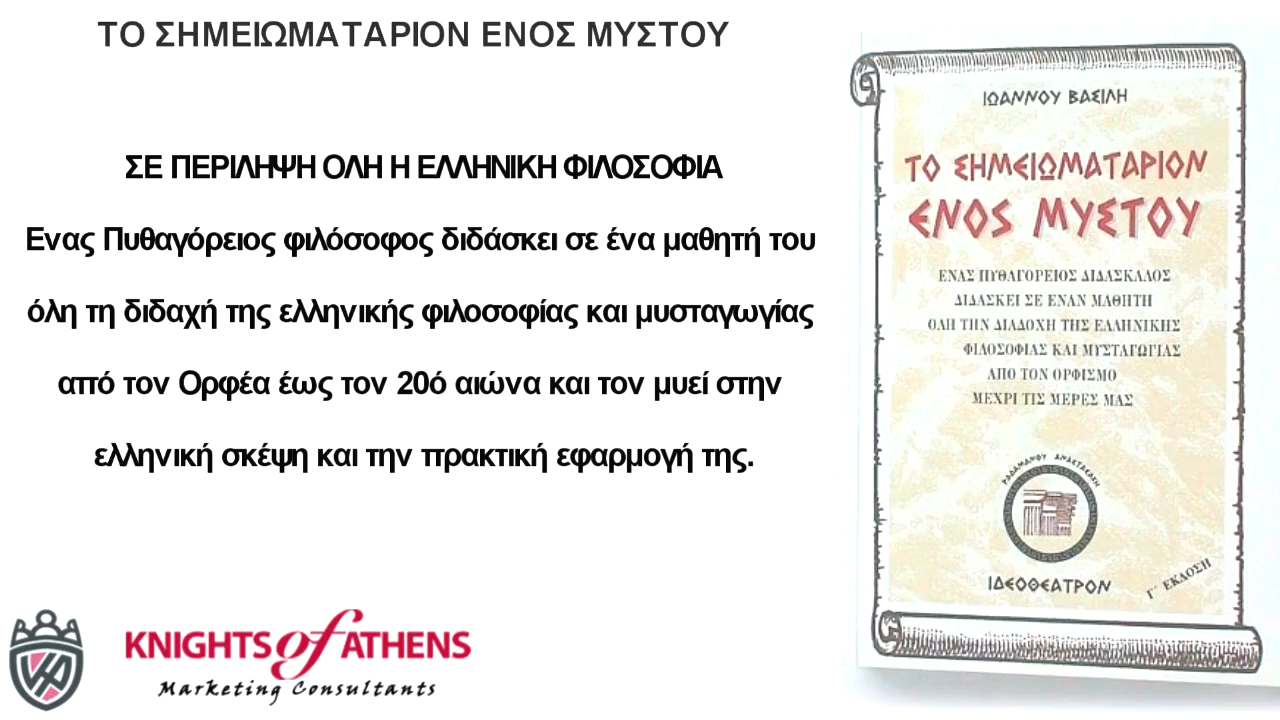 ΤΟ ΣΗΜΕΙΩΜΑΤΑΡΙΟΝ ΕΝΟΣ ΜΥΣΤΟΥ
ΣΕ ΠΕΡΙΛΗΨΗ ΟΛΗ Η ΕΛΛΗΝΙΚΗ ΦΙΛΟΣΟΦΙΑ
Ενας Πυθαγόρειος φιλόσοφος διδάσκει σε ένα μαθητή του
όλη τη διδαχή της ελληνικής φιλοσοφίας και μυσταγωγίας
από τον Ορφέα έως τον 20ό αιώνα και τον μυεί στην
ελληνική σκέψη και την πρακτική εφαρμογή της.
KNIGHTS of ATHENS
Marketing Consultants
ΙΩΑΝΝΟΥ ΒΑΣΙΛΗ
ΤΟ ΣΗΜΕΙΩΜΑΤΑΡΙΟΝ
ΕΝΟΣ ΜΥΣΤΟΥ
ΕΝΑΣ ΠΥΘΑΓΟΡΕΙΟΣ ΔΙΔΑΣΚΑΛΟΣ
ΔΙΔΑΣΚΕΙ ΣΕ ΕΝΑΝ ΜΑΘΗΤΗ
ΟΛΗ ΤΗΝ ΔΙΑΔΟΧΗ ΤΗΣ ΕΛΛΗΝΙΚΗΣ
ΦΙΛΟΣΟΦΙΑΣ ΚΑΙ ΜΥΣΤΑΓΩΓΙΑΣ
ΑΠΟ ΤΟΝ ΟΡΦΙΣΜΟ
ΜΕΧΡΙ ΤΙΣ ΜΕΡΕΣ ΜΑΣ
ΡΑΔΑΜΑΝΘΥ ΑΝΑΣΤΑΣΑΚΗ
ΙΔΕΟΘΕΑΤΡΟΝ
Γ΄ ΕΚΔΟΣΗ